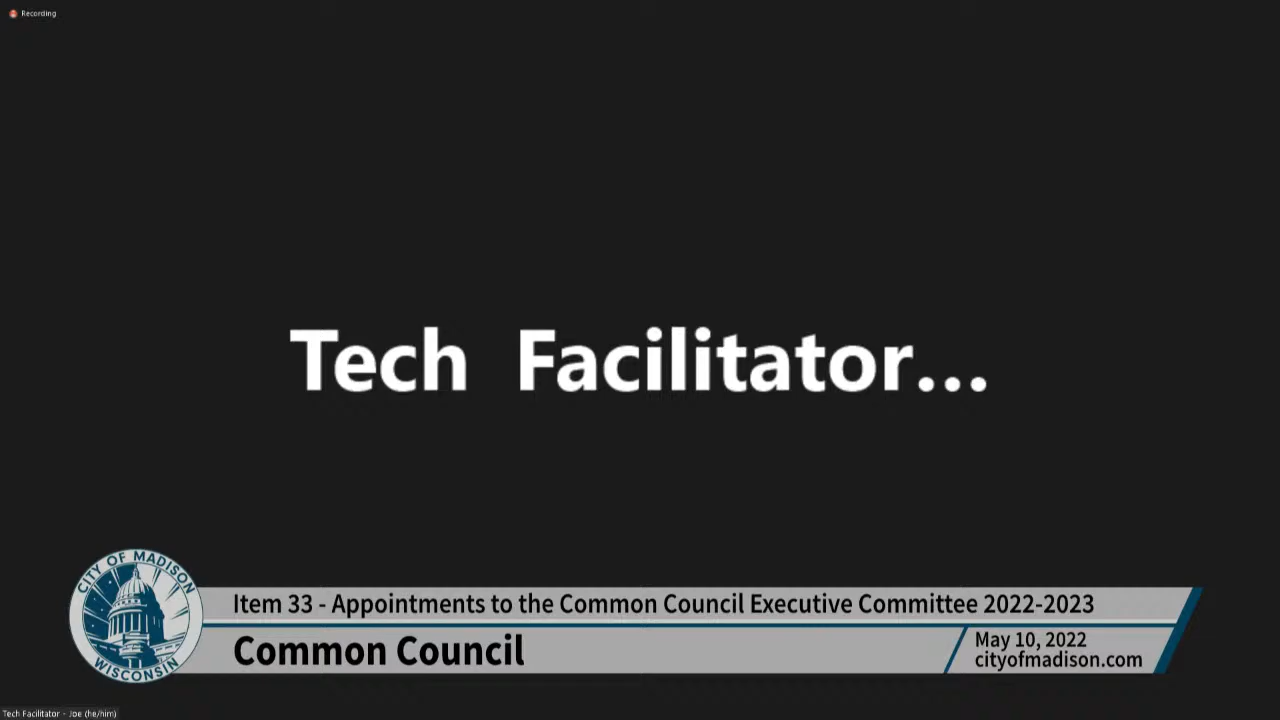 Recording
Tech Facilitator...
CITY OF MADISON
WISCONSIN
Item 33 - Appointments to the Common Council Executive Committee 2022-2023
Common Council
May 10, 2022
cityofmadison.com
Tech Facilitator - Joe (he/him)